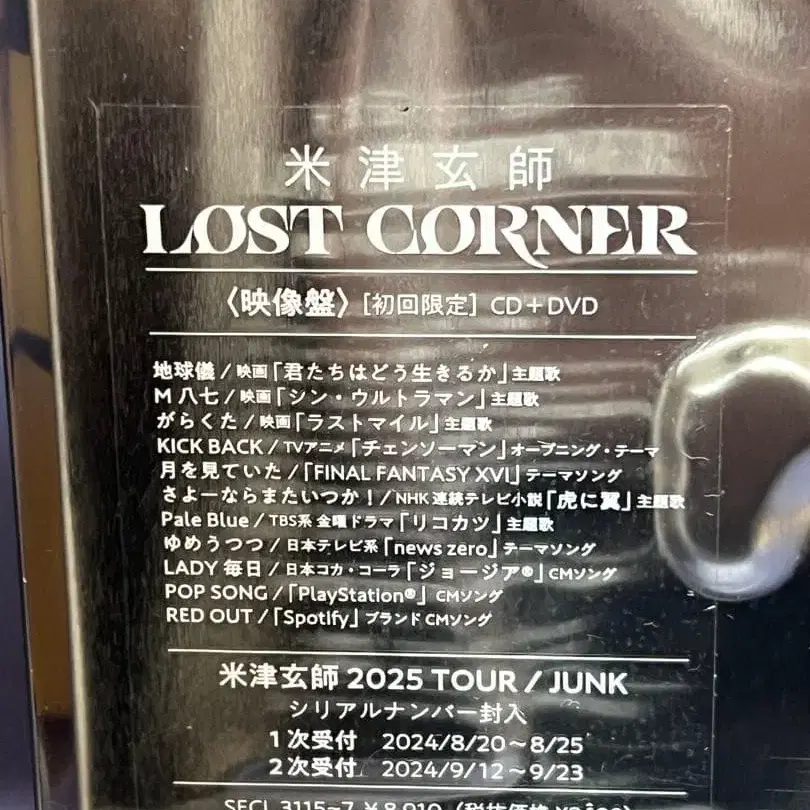 米津玄師
LOST CORNER
〈映像盤〉［初回限定］CD＋DVD
地球儀 / 映画「君たちはどう生きるか」主題歌
M 八七 / 映画「シン・ウルトラマン」主題歌
がらくた / 映画「ラストマイル」主題歌
KICK BACK / TVアニメ「チェンソーマン」オープニング・テーマ
月を見ていた /「FINAL FANTASY XVI」テーマソング
さよーならまたいつか！/ NHK 連続テレビ小説「虎に翼」主題歌
Pale Blue / TBS系 金曜ドラマ「リコカツ」主題歌
ゆめうつつ / 日本テレビ系「news zero」テーマソング
LADY 毎日 / 日本コカ・コーラ「ジョージア®」CMソング
POP SONG /「PlayStation®」CMソング
RED OUT /「Spotify」ブランドCMソング
米津玄師 2025 TOUR / JUNK
シリアルナンバー封入
1次受付 2024/8/20～8/25
2次受付 2024/9/12～9/23
SECL 3115~7 ¥8,910（税抜価格